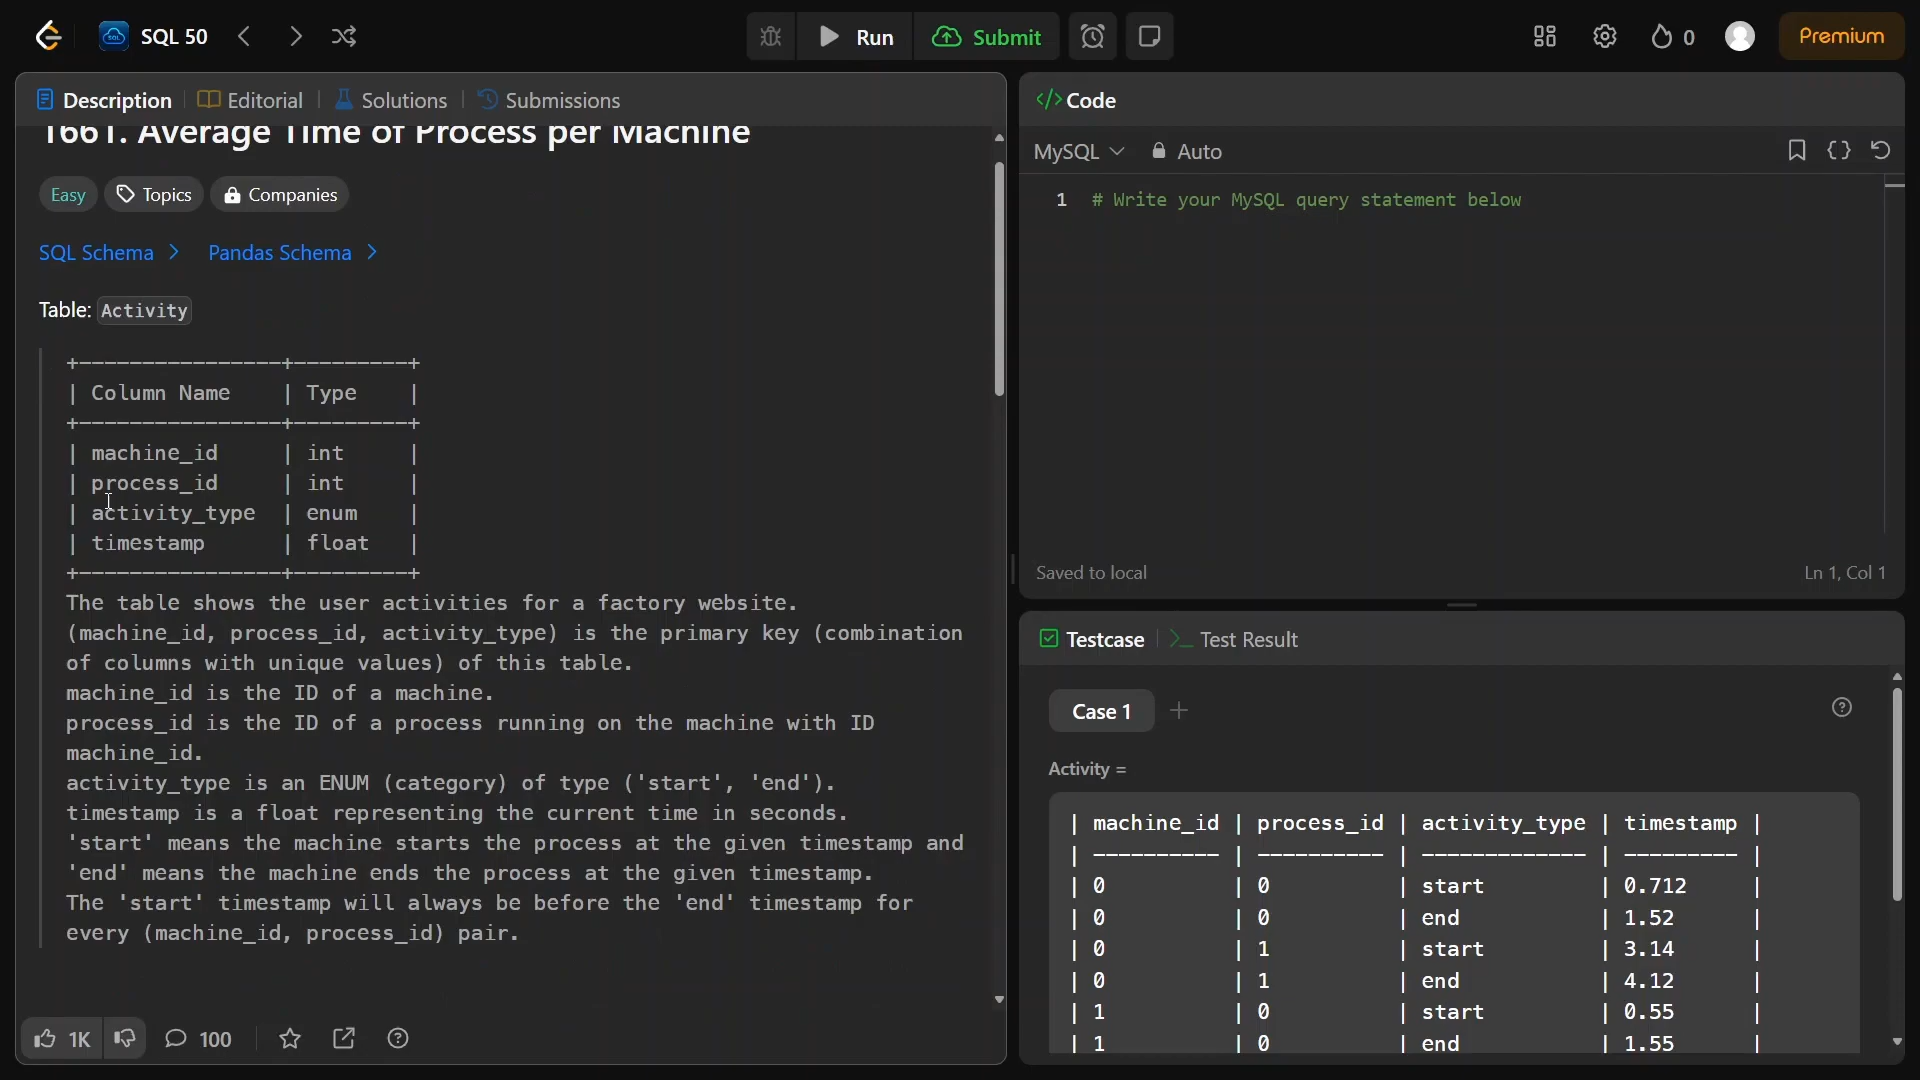 SQL 50
Run
Submit
0
Premium
Description
Editorial
Solutions
Submissions
1661. Average Time of Process per Machine
Easy
Topics
Companies
SQL Schema
Pandas Schema
Table: Activity
+----------------+---------+
| Column Name    | Type    |
+----------------+---------+
| machine_id     | int     |
| process_id     | int     |
| activity_type  | enum    |
| timestamp      | float   |
+----------------+---------+
The table shows the user activities for a factory website.
(machine_id, process_id, activity_type) is the primary key (combination
of columns with unique values) of this table.
machine_id is the ID of a machine.
process_id is the ID of a process running on the machine with ID
machine_id.
activity_type is an ENUM (category) of type ('start', 'end').
timestamp is a float representing the current time in seconds.
'start' means the machine starts the process at the given timestamp and
'end' means the machine ends the process at the given timestamp.
The 'start' timestamp will always be before the 'end' timestamp for
every (machine_id, process_id) pair.
1K
100
</> Code
MySQL
Auto
{}
1 # Write your MySQL query statement below
Saved to local
Ln 1, Col 1
Testcase
>_ Test Result
Case 1
+
Activity =
| machine_id | process_id | activity_type | timestamp |
| ---------- | ---------- | ------------- | --------- |
| 0          | 0          | start         | 0.712     |
| 0          | 0          | end           | 1.52      |
| 0          | 1          | start         | 3.14      |
| 0          | 1          | end           | 4.12      |
| 1          | 0          | start         | 0.55      |
| 1          | 0          | end           | 1.55      |